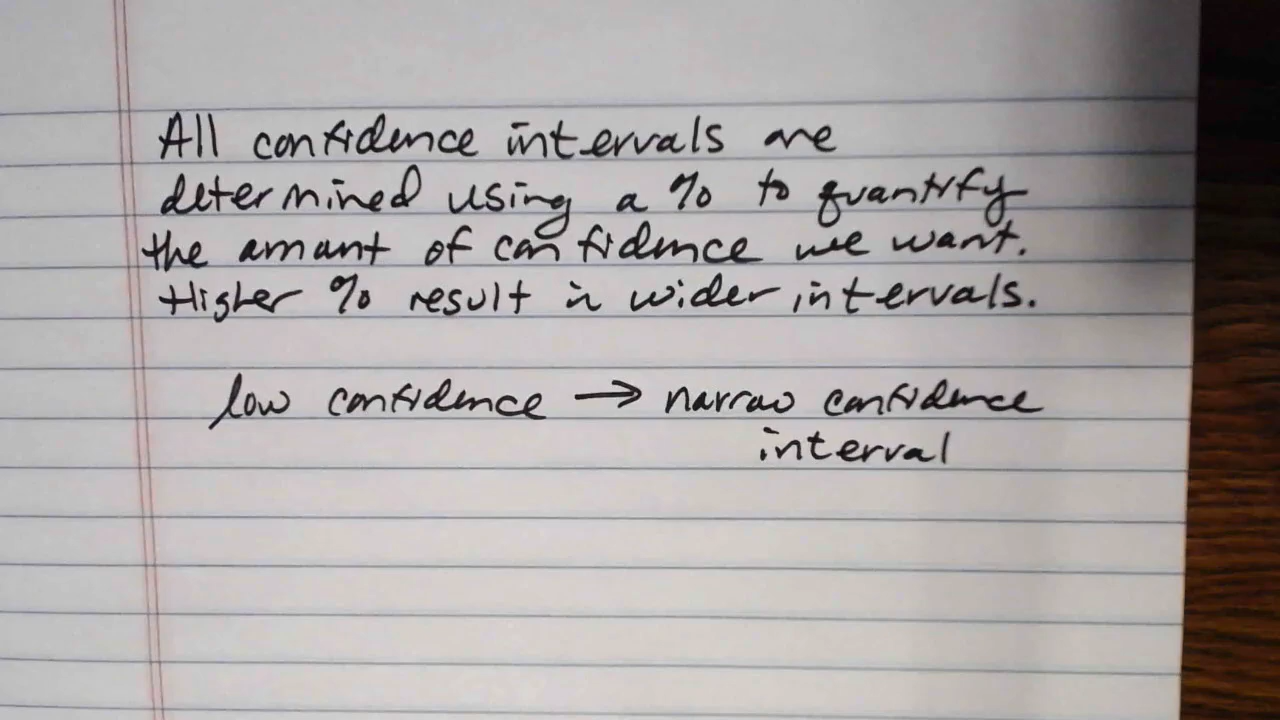 All confidence intervals are
determined using a % to quantify
the amount of confidence we want.
Higher % result in wider intervals.
low confidence → narrow confidence
interval